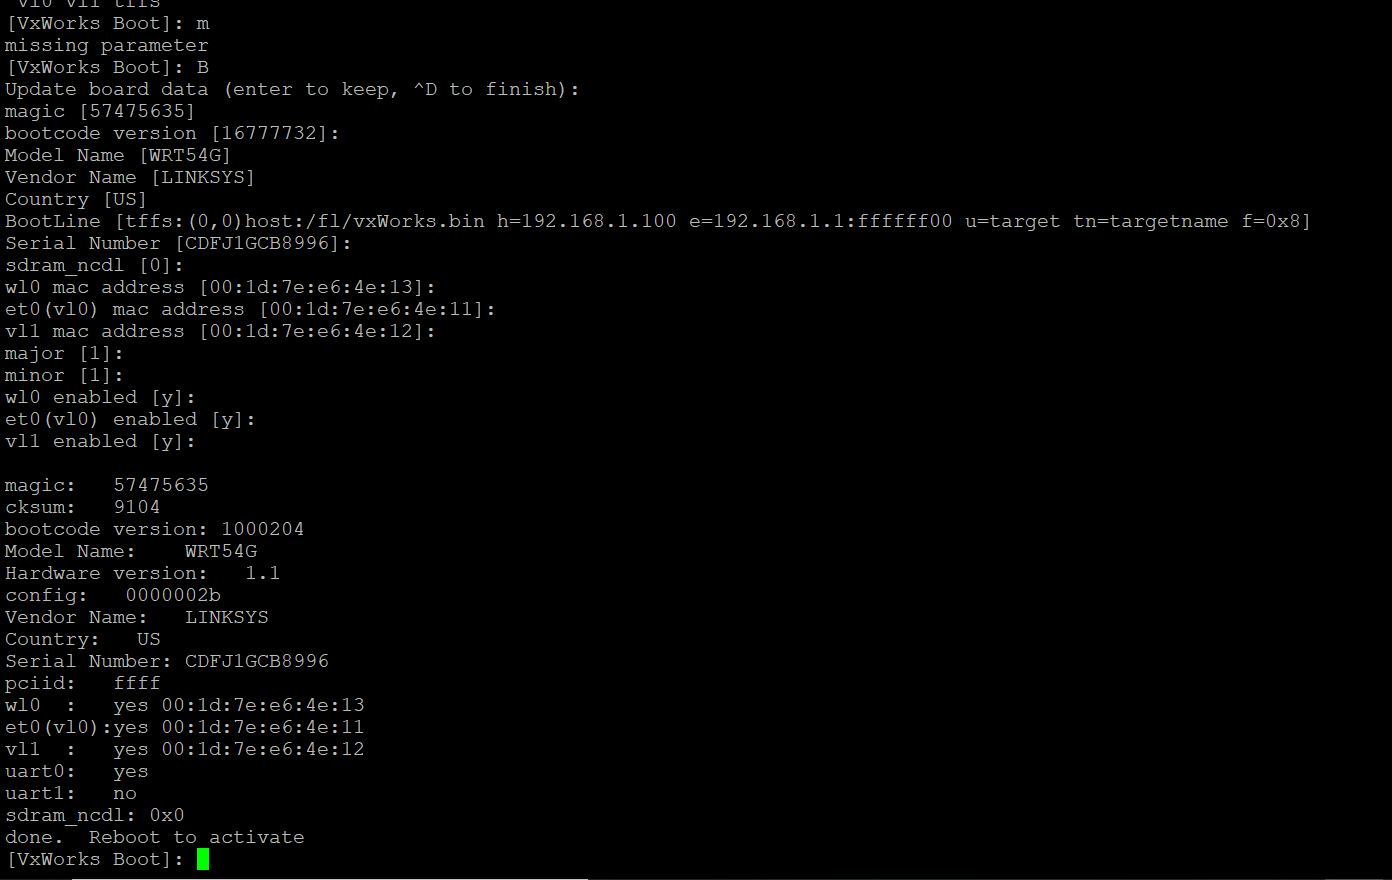 vl0 vl1 tffs
[VxWorks Boot]: m
missing parameter
[VxWorks Boot]: B
Update board data (enter to keep, ^D to finish):
magic [57475635]
bootcode version [16777732]:
Model Name [WRT54G]
Vendor Name [LINKSYS]
Country [US]
BootLine [tffs:(0,0)host:/fl/vxWorks.bin h=192.168.1.100 e=192.168.1.1:ffffff00 u=target tn=targetname f=0x8]
Serial Number [CDFJ1GCB8996]:
sdram_ncdl [0]:
wl0 mac address [00:1d:7e:e6:4e:13]:
et0(vl0) mac address [00:1d:7e:e6:4e:11]:
vl1 mac address [00:1d:7e:e6:4e:12]:
major [1]:
minor [1]:
wl0 enabled [y]:
et0(vl0) enabled [y]:
vl1 enabled [y]:
magic:   57475635
cksum:   9104
bootcode version: 1000204
Model Name:    WRT54G
Hardware version:   1.1
config:   0000002b
Vendor Name:   LINKSYS
Country:   US
Serial Number: CDFJ1GCB8996
pciid:   ffff
wl0  :   yes 00:1d:7e:e6:4e:13
et0(vl0):yes 00:1d:7e:e6:4e:11
vl1  :   yes 00:1d:7e:e6:4e:12
uart0:   yes
uart1:   no
sdram_ncdl: 0x0
done.  Reboot to activate
[VxWorks Boot]: